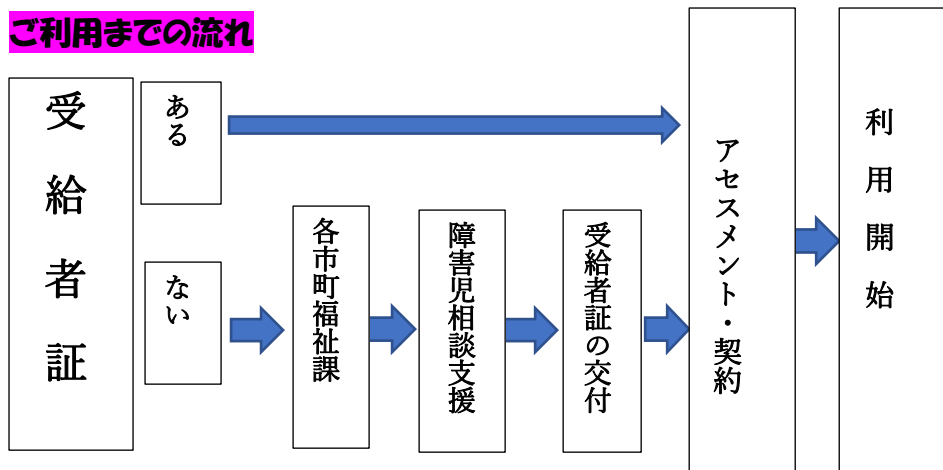 ご利用までの流れ
受給者証
ある
ない
各市町福祉課
障害児相談支援
受給者証の交付
アセスメント・契約
利用開始